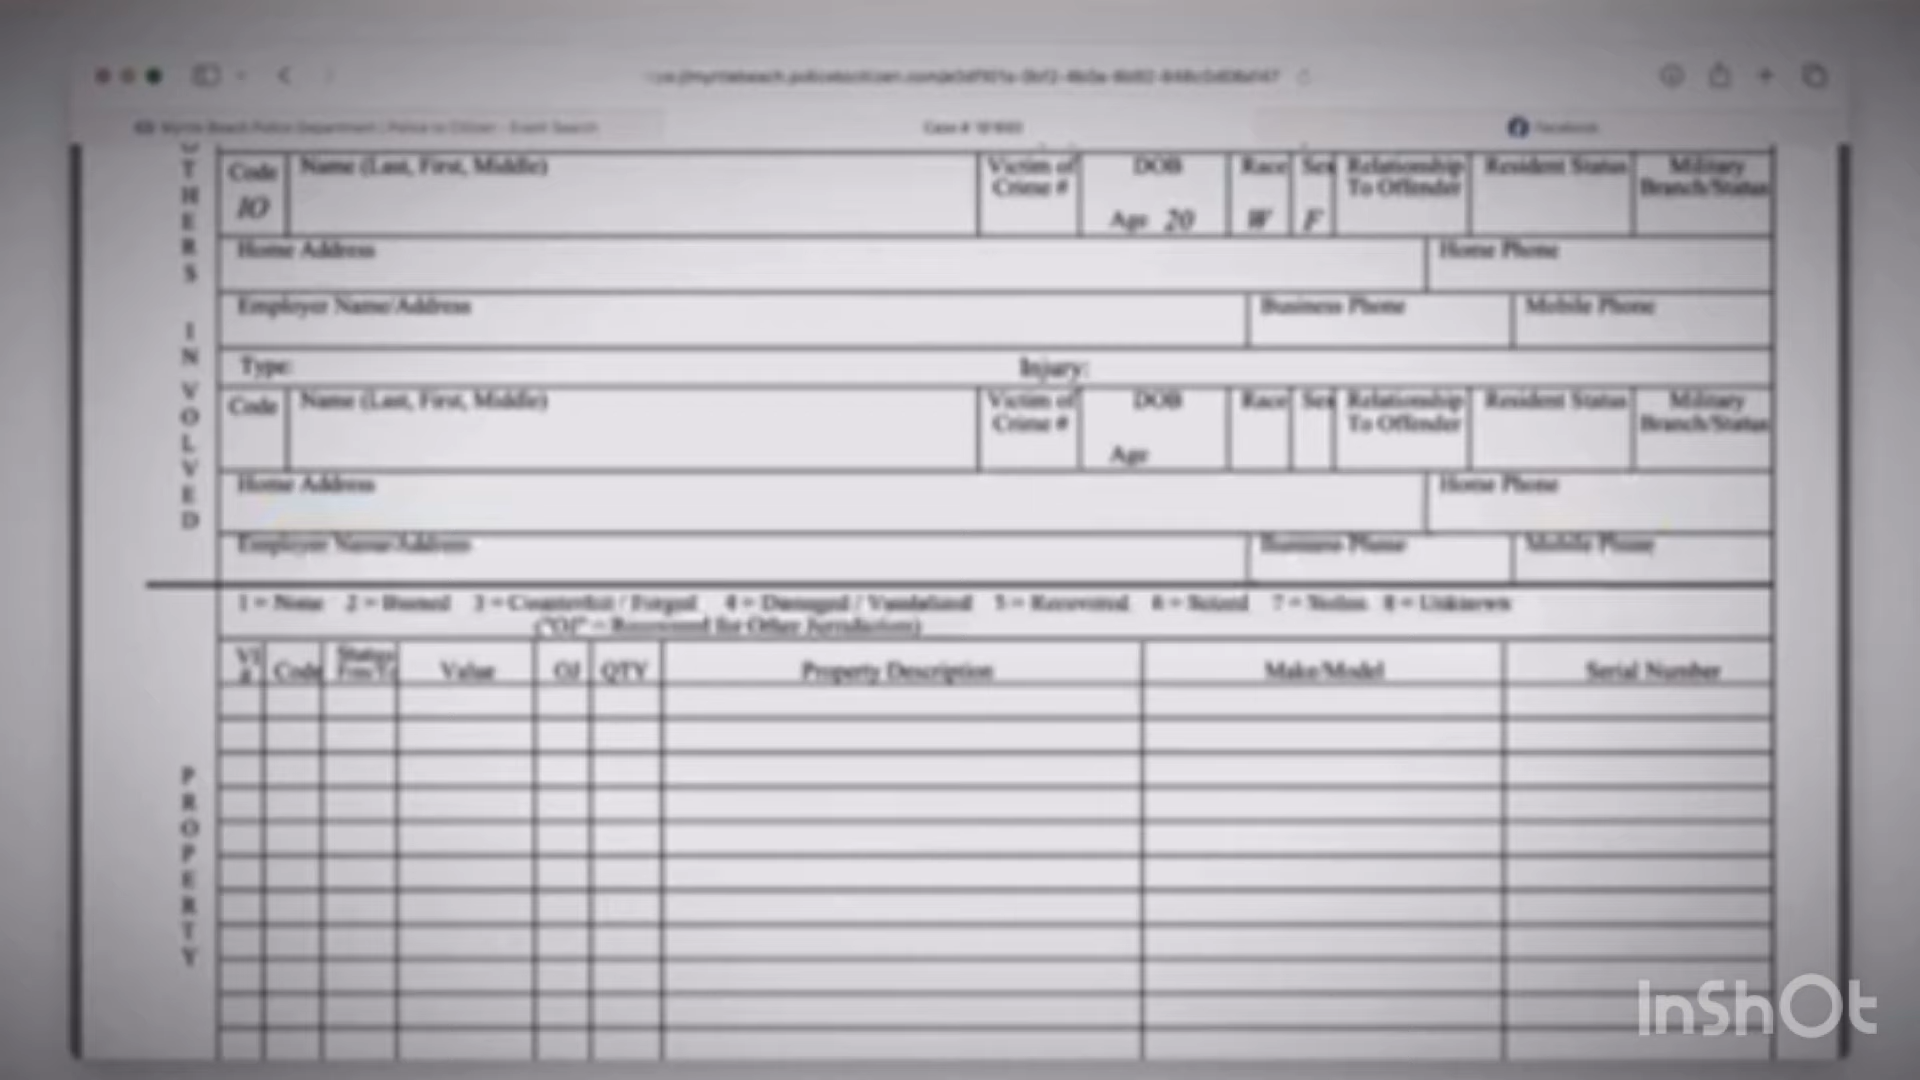 Myrtle Beach Police Department | Police to Citizen - Event Search
Facebook
OTHERS INVOLVED
Code Name (Last, First, Middle) Victim of Crime # DOB Race Sex Relationship To Offender Resident Status Military Branch/Status
IO Age 20 W F
Home Address Home Phone
Employer Name/Address Business Phone Mobile Phone
Type: Injury:
Code Name (Last, First, Middle) Victim of Crime # DOB Race Sex Relationship To Offender Resident Status Military Branch/Status
Age
Home Address Home Phone
Employer Name/Address Business Phone Mobile Phone
1 = None 2 = Burned 3 = Counterfeit / Forged 4 = Damaged / Vandalized 5 = Recovered 6 = Seized 7 = Stolen 8 = Unknown
("OJ" = Recovered for Other Jurisdiction)
Code Status Value OJ QTY Property Description Make/Model Serial Number
PROPERTY
InShOt